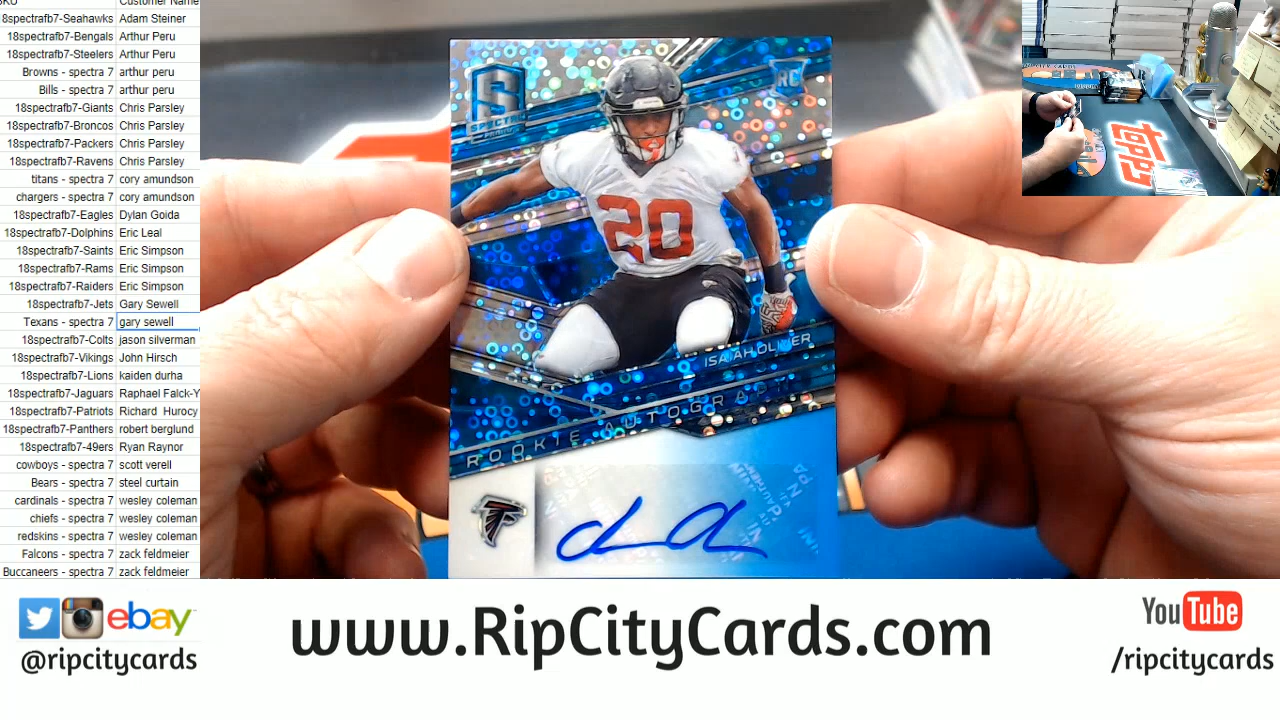 SKU Customer Name
18spectrafb7-Seahawks Adam Steiner
18spectrafb7-Bengals Arthur Peru
18spectrafb7-Steelers Arthur Peru
Browns - spectra 7 arthur peru
Bills - spectra 7 arthur peru
18spectrafb7-Giants Chris Parsley
18spectrafb7-Broncos Chris Parsley
18spectrafb7-Packers Chris Parsley
18spectrafb7-Ravens Chris Parsley
titans - spectra 7 cory amundson
chargers - spectra 7 cory amundson
18spectrafb7-Eagles Dylan Goida
18spectrafb7-Dolphins Eric Leal
18spectrafb7-Saints Eric Simpson
18spectrafb7-Rams Eric Simpson
18spectrafb7-Raiders Eric Simpson
18spectrafb7-Jets Gary Sewell
Texans - spectra 7 gary sewell
18spectrafb7-Colts jason silverman
18spectrafb7-Vikings John Hirsch
18spectrafb7-Lions kaiden durha
18spectrafb7-Jaguars Raphael Falck-Y
18spectrafb7-Patriots Richard Hurocy
18spectrafb7-Panthers robert berglund
18spectrafb7-49ers Ryan Raynor
cowboys - spectra 7 scott verell
Bears - spectra 7 steel curtain
cardinals - spectra 7 wesley coleman
chiefs - spectra 7 wesley coleman
redskins - spectra 7 wesley coleman
Falcons - spectra 7 zack feldmeier
Buccaneers - spectra 7 zack feldmeier
S
SPECTRA
RC
20
ISAIAH OLIVER
ROOKIE AUTOGRAPH
topps
ebay
@ripcitycards
www.RipCityCards.com
YouTube
/ripcitycards